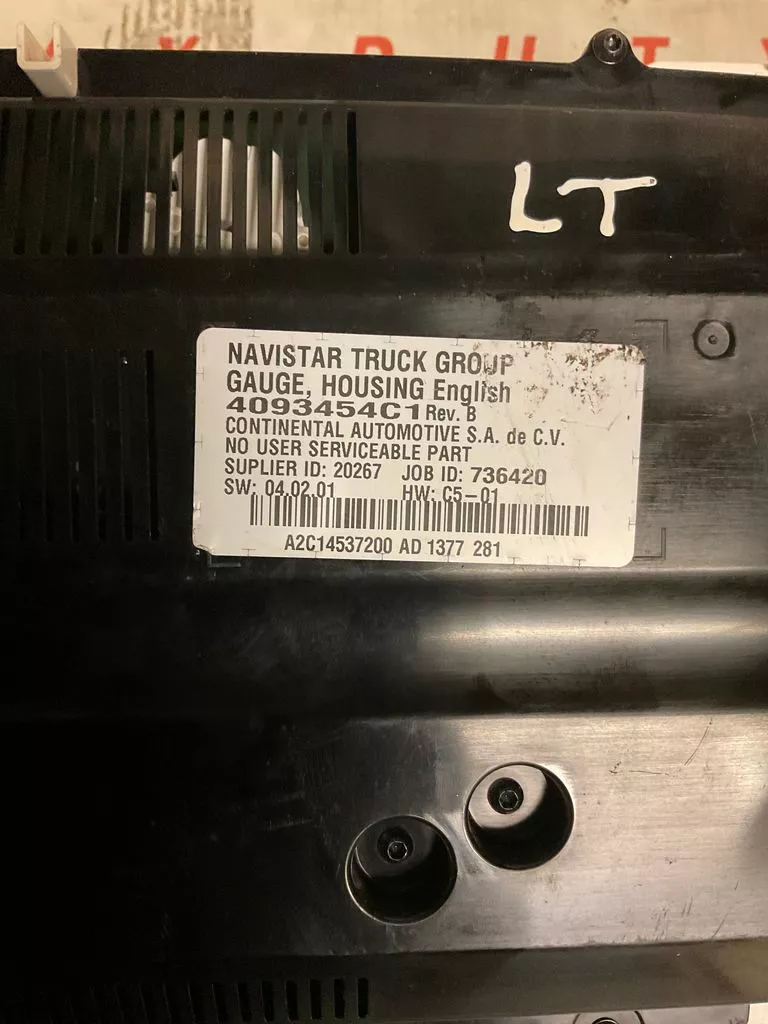 D U T Y
LT
NAVISTAR TRUCK GROUP
GAUGE, HOUSING English
4093454C1 Rev. B
CONTINENTAL AUTOMOTIVE S.A. de C.V.
NO USER SERVICEABLE PART
SUPLIER ID: 20267 JOB ID: 736420
SW: 04.02.01 HW: C5-01
A2C14537200 AD 1377 281